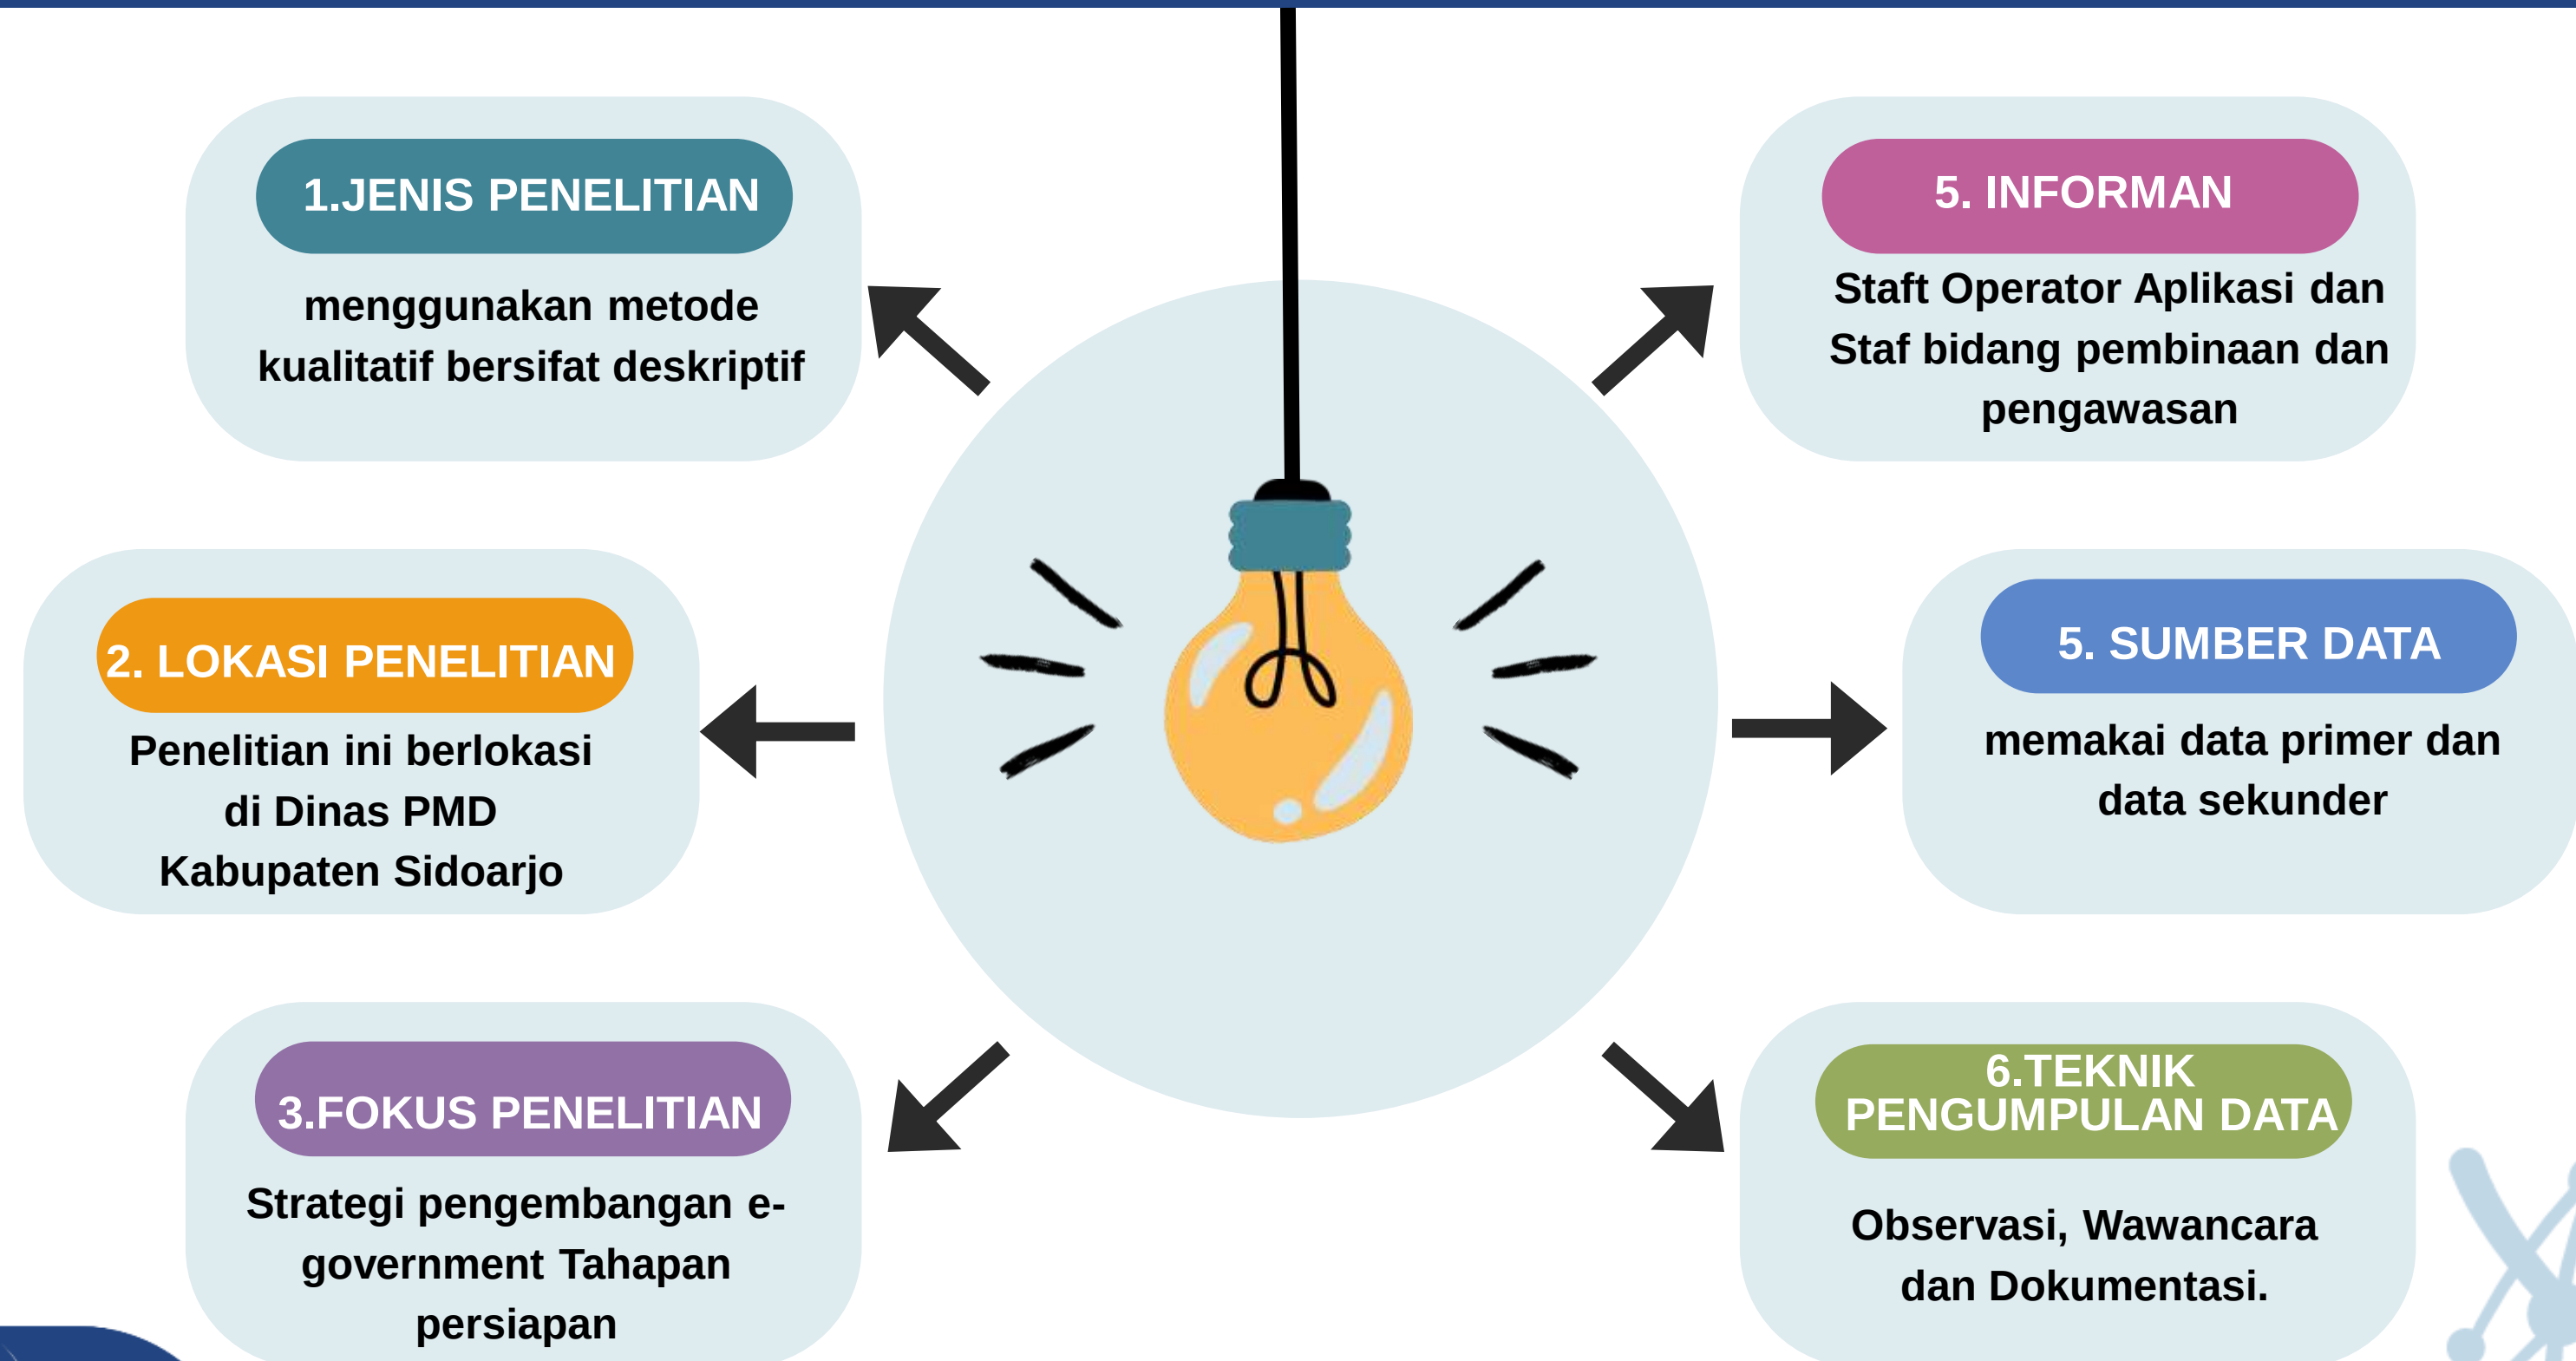 1.JENIS PENELITIAN
menggunakan metode
kualitatif bersifat deskriptif
2. LOKASI PENELITIAN
Penelitian ini berlokasi
di Dinas PMD
Kabupaten Sidoarjo
3.FOKUS PENELITIAN
Strategi pengembangan e-
government Tahapan
persiapan
5. INFORMAN
Staft Operator Aplikasi dan
Staf bidang pembinaan dan
pengawasan
5. SUMBER DATA
memakai data primer dan
data sekunder
6.TEKNIK
PENGUMPULAN DATA
Observasi, Wawancara
dan Dokumentasi.